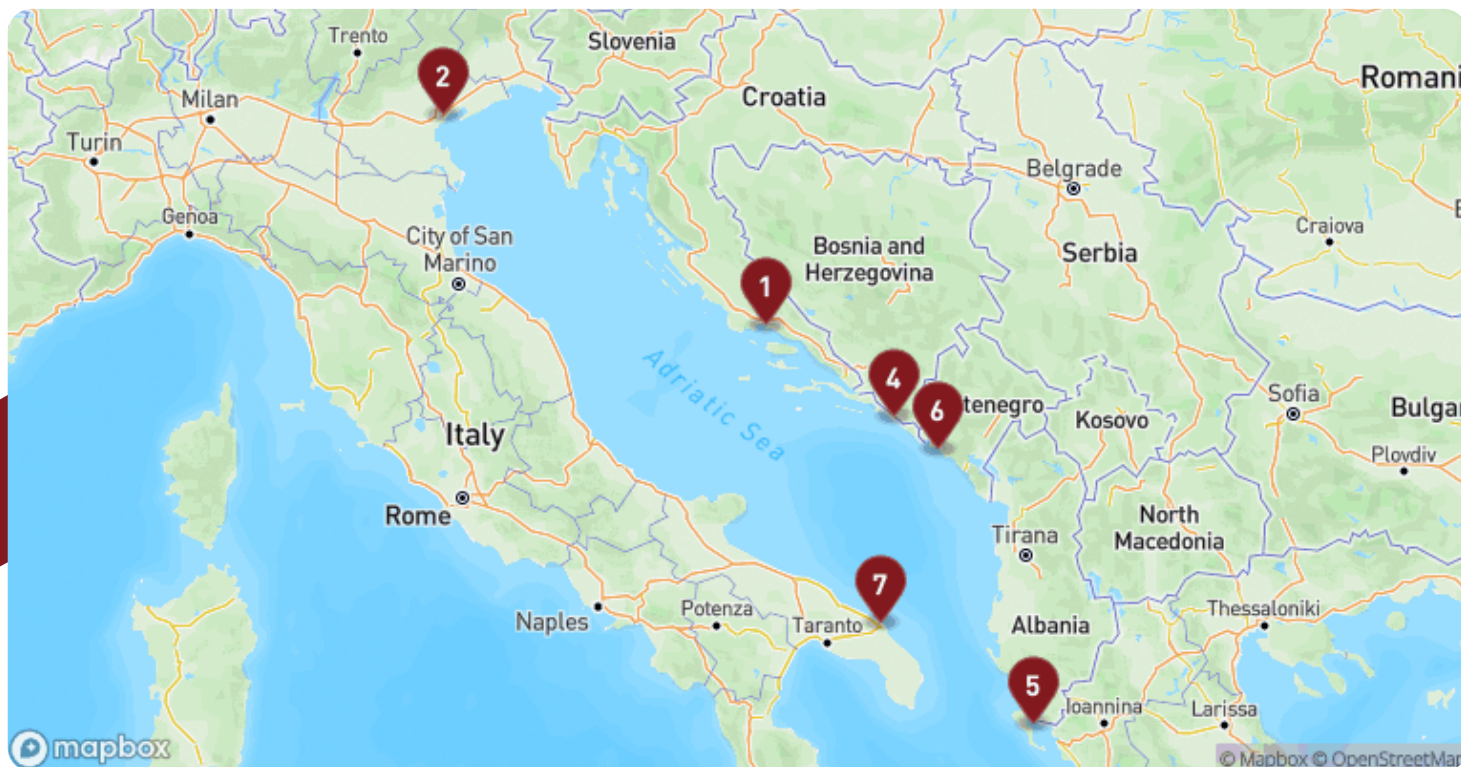 Trento
Slovenia
Romani
2
Milan
Croatia
Turin
Belgrade
Genoa
Craiova
City of San
Marino
Bosnia and
Herzegovina
Serbia
1
Adriatic Sea
4
6
tenegro
Kosovo
Sofia
Bulga
Italy
Plovdiv
Rome
North
Macedonia
Tirana
7
Naples
Potenza
Taranto
Albania
Thessaloniki
5
Ioannina
Larissa
mapbox
© Mapbox © OpenStreetMap